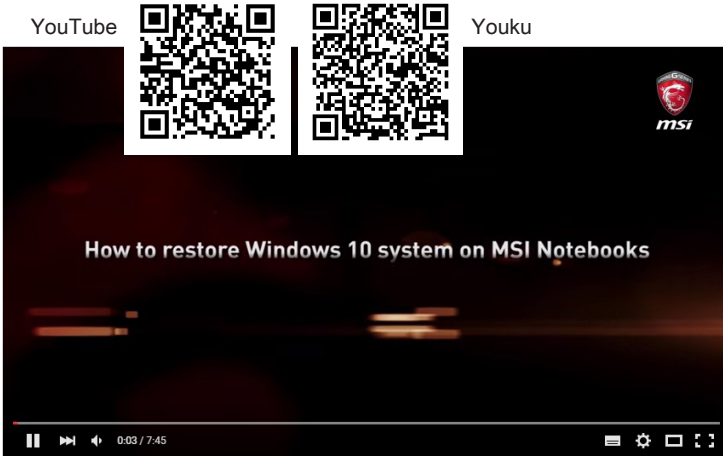 YouTube
Youku
msi
How to restore Windows 10 system on MSI Notebooks
0:03 / 7:45